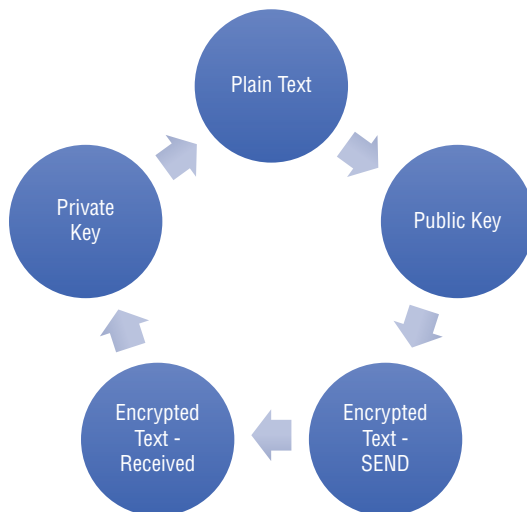 Plain Text
Public Key
Encrypted
Text -
SEND
Encrypted
Text -
Received
Private
Key